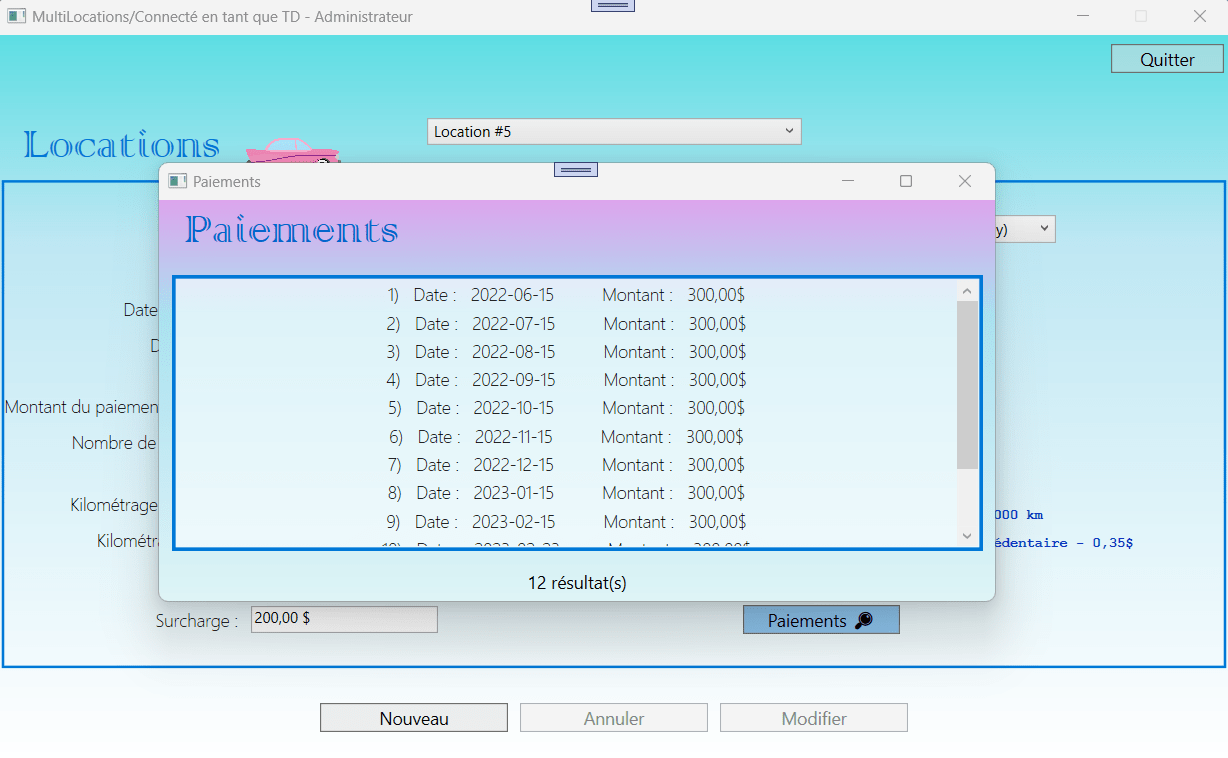 MultiLocations/Connecté en tant que TD - Administrateur
Quitter
Locations
Location #5
Paiements
Paiements
y)
1) Date : 2022-06-15 Montant : 300,00$
2) Date : 2022-07-15 Montant : 300,00$
3) Date : 2022-08-15 Montant : 300,00$
4) Date : 2022-09-15 Montant : 300,00$
5) Date : 2022-10-15 Montant : 300,00$
6) Date : 2022-11-15 Montant : 300,00$
7) Date : 2022-12-15 Montant : 300,00$
8) Date : 2023-01-15 Montant : 300,00$
9) Date : 2023-02-15 Montant : 300,00$
12 résultat(s)
Date
D
Montant du paiemen
Nombre de
Kilométrage
000 km
Kilométr
édentaire - 0,35$
Surcharge :
200,00 $
Paiements
Nouveau
Annuler
Modifier